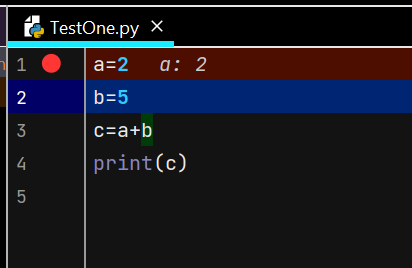 TestOne.py
1 a=2 a: 2
2 b=5
3 c=a+b
4 print(c)
5